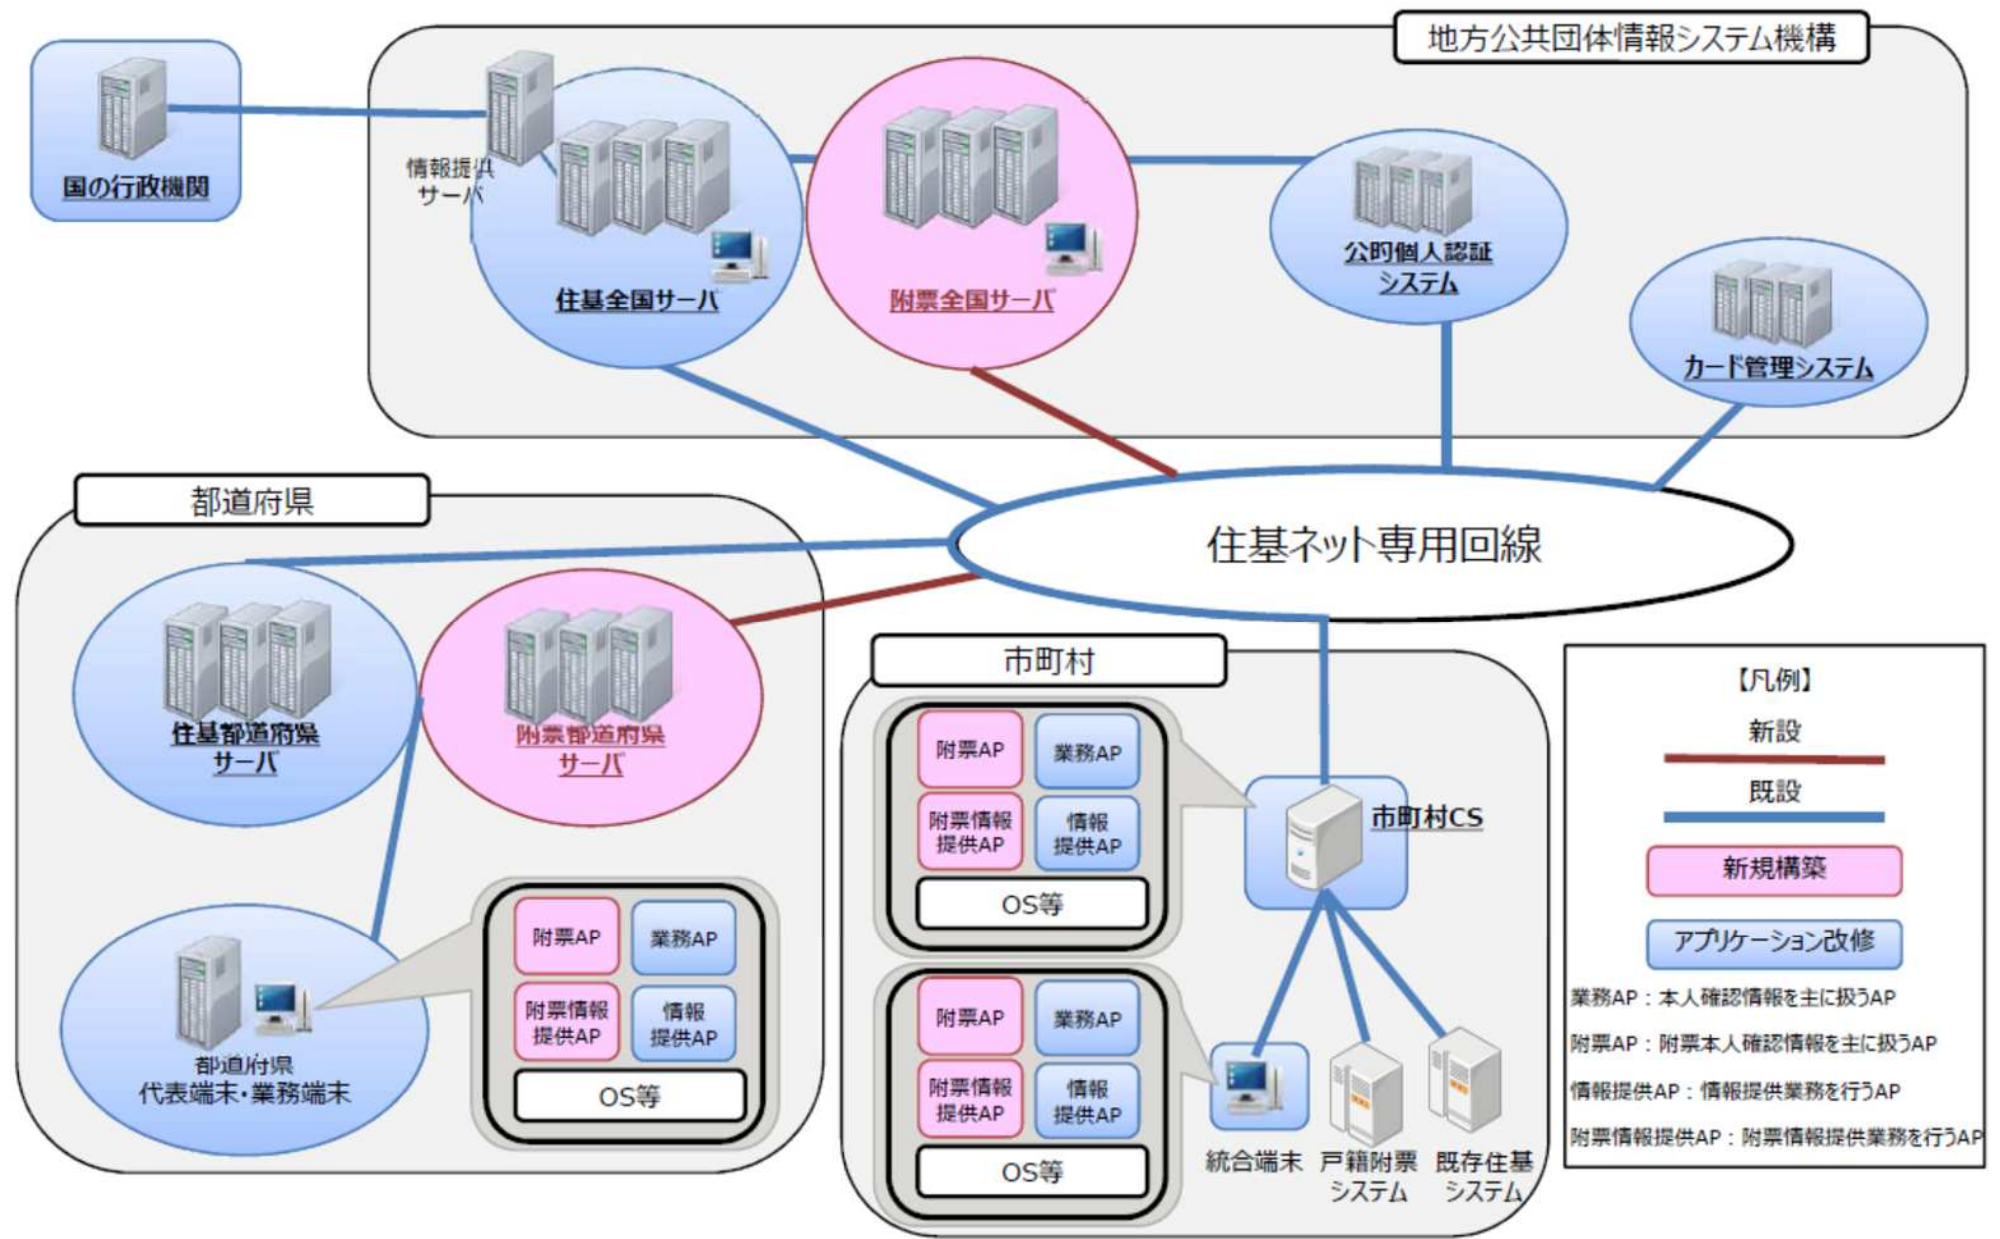 地方公共団体情報システム機構
国の行政機関
情報提供
サーバ
住基全国サーバ
附票全国サーバ
公的個人認証
システム
カード管理システム
住基ネット専用回線
都道府県
住基都道府県
サーバ
附票都道府県
サーバ
都道府県
代表端末・業務端末
附票AP
業務AP
附票情報
提供AP
情報
提供AP
OS等
市町村
附票AP
業務AP
附票情報
提供AP
情報
提供AP
OS等
市町村CS
附票AP
業務AP
附票情報
提供AP
情報
提供AP
OS等
統合端末
戸籍附票
システム
既存住基
システム
【凡例】
新設
既設
新規構築
アプリケーション改修
業務AP：本人確認情報を主に扱うAP
附票AP：附票本人確認情報を主に扱うAP
情報提供AP：情報提供業務を行うAP
附票情報提供AP：附票情報提供業務を行うAP